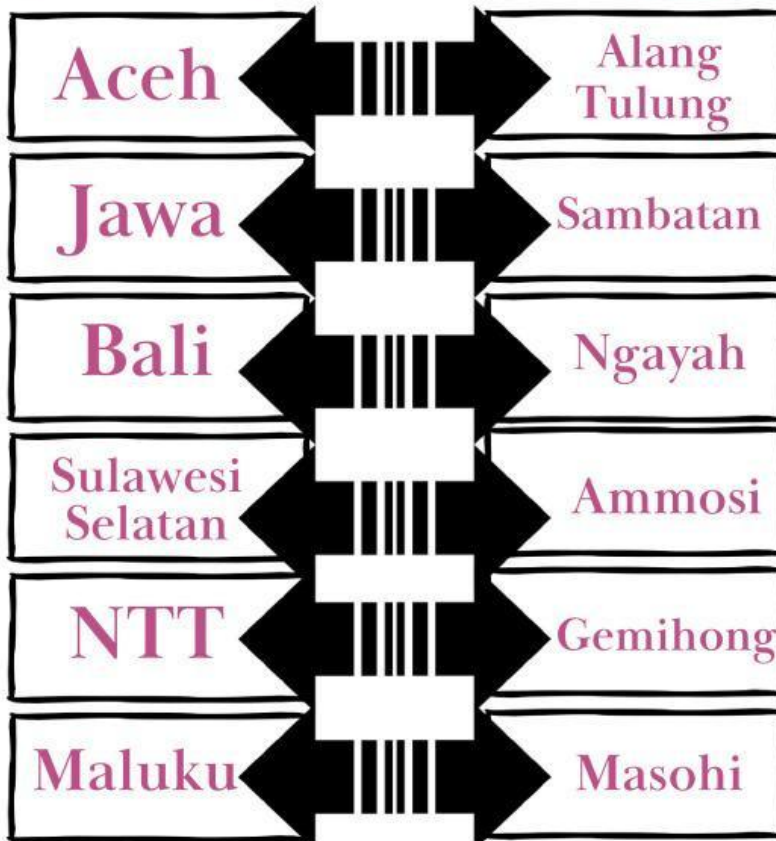 Aceh
Alang
Tulung
Jawa
Sambatan
Bali
Ngayah
Sulawesi
Selatan
Ammosi
NTT
Gemihong
Maluku
Masohi